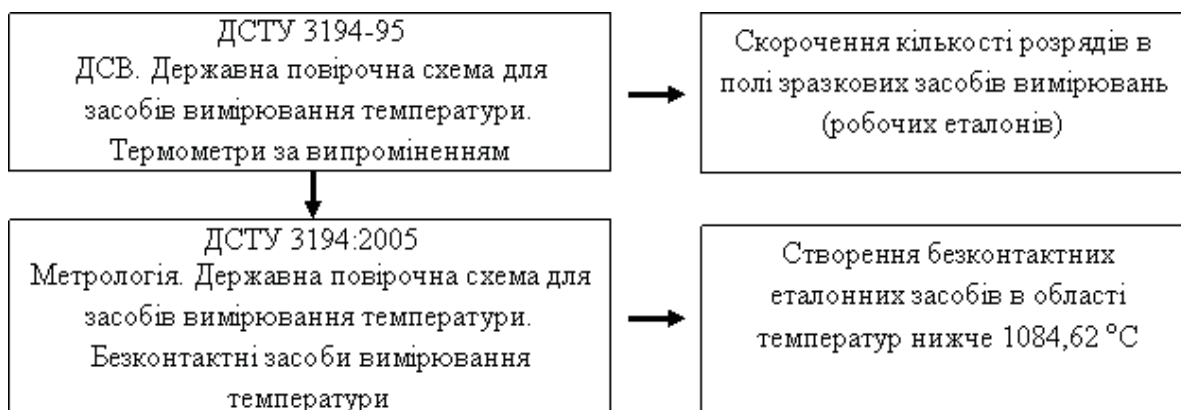 ДСТУ 3194-95
ДСВ. Державна повірочна схема для
засобів вимірювання температури.
Термометри за випроміненням
Скорочення кількості розрядів в
полі зразкових засобів вимірювань
(робочих еталонів)
ДСТУ 3194:2005
Метрологія. Державна повірочна схема для
засобів вимірювання температури.
Безконтактні засоби вимірювання
температури
Створення безконтактних
еталонних засобів в області
температур нижче 1084,62 °С